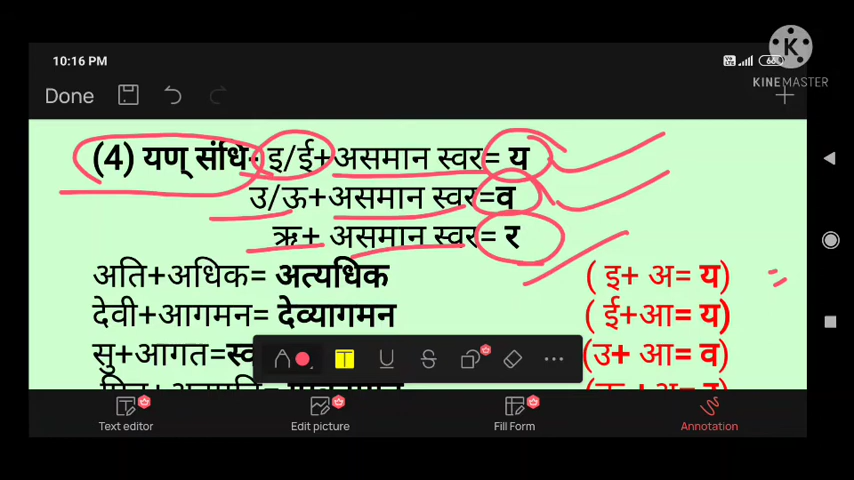 10:16 PM
K
KINEMASTER
Done
(4) यण् संधि- इ/ई+असमान स्वर= य
उ/ऊ+असमान स्वर=व
ऋ+ असमान स्वर= र
अति+अधिक= अत्यधिक ( इ+ अ= य)
देवी+आगमन= देव्यागमन ( ई+आ= य)
सु+आगत= (उ+ आ= व)
Text editor
Edit picture
Fill Form
Annotation